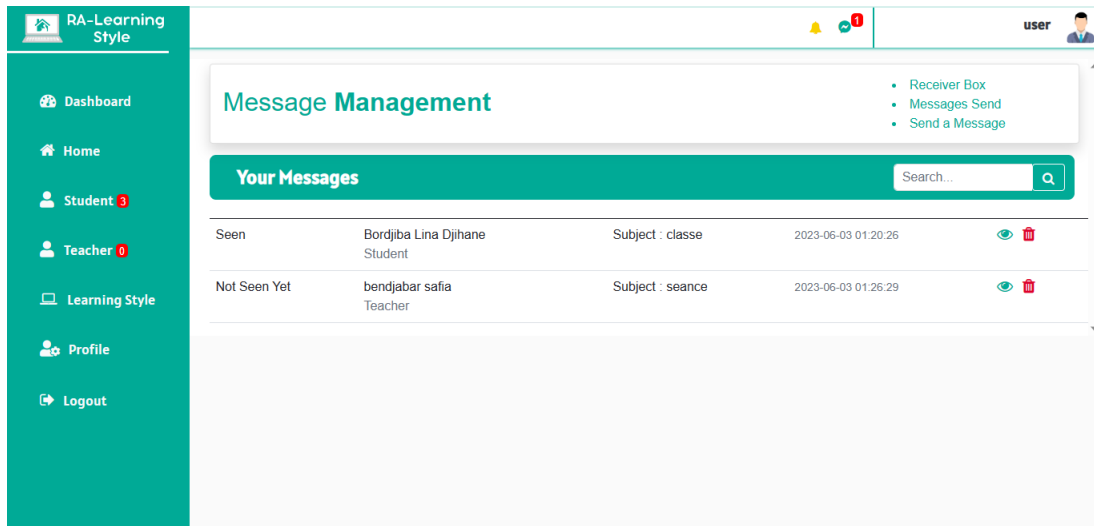 RA-Learning
Style
1
user
Dashboard
Home
Student 3
Teacher 0
Learning Style
Profile
Logout
Message Management
Receiver Box
Messages Send
Send a Message
Your Messages
Search...
Seen Bordjiba Lina Djihane Subject : classe 2023-06-03 01:20:26
Student
Not Seen Yet bendjabar safia Subject : seance 2023-06-03 01:26:29
Teacher